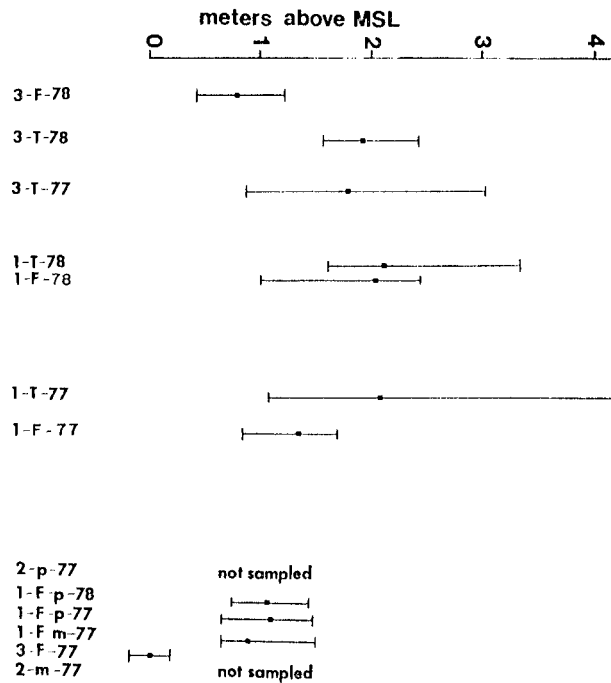 meters above MSL
0 1 2 3 4
3-F-78
3-T-78
3-T-77
1-T-78
1-F-78
1-T-77
1-F-77
2-p-77 not sampled
1-F-p-78
1-F-p-77
1-F m-77
3-F-77
2-m-77 not sampled